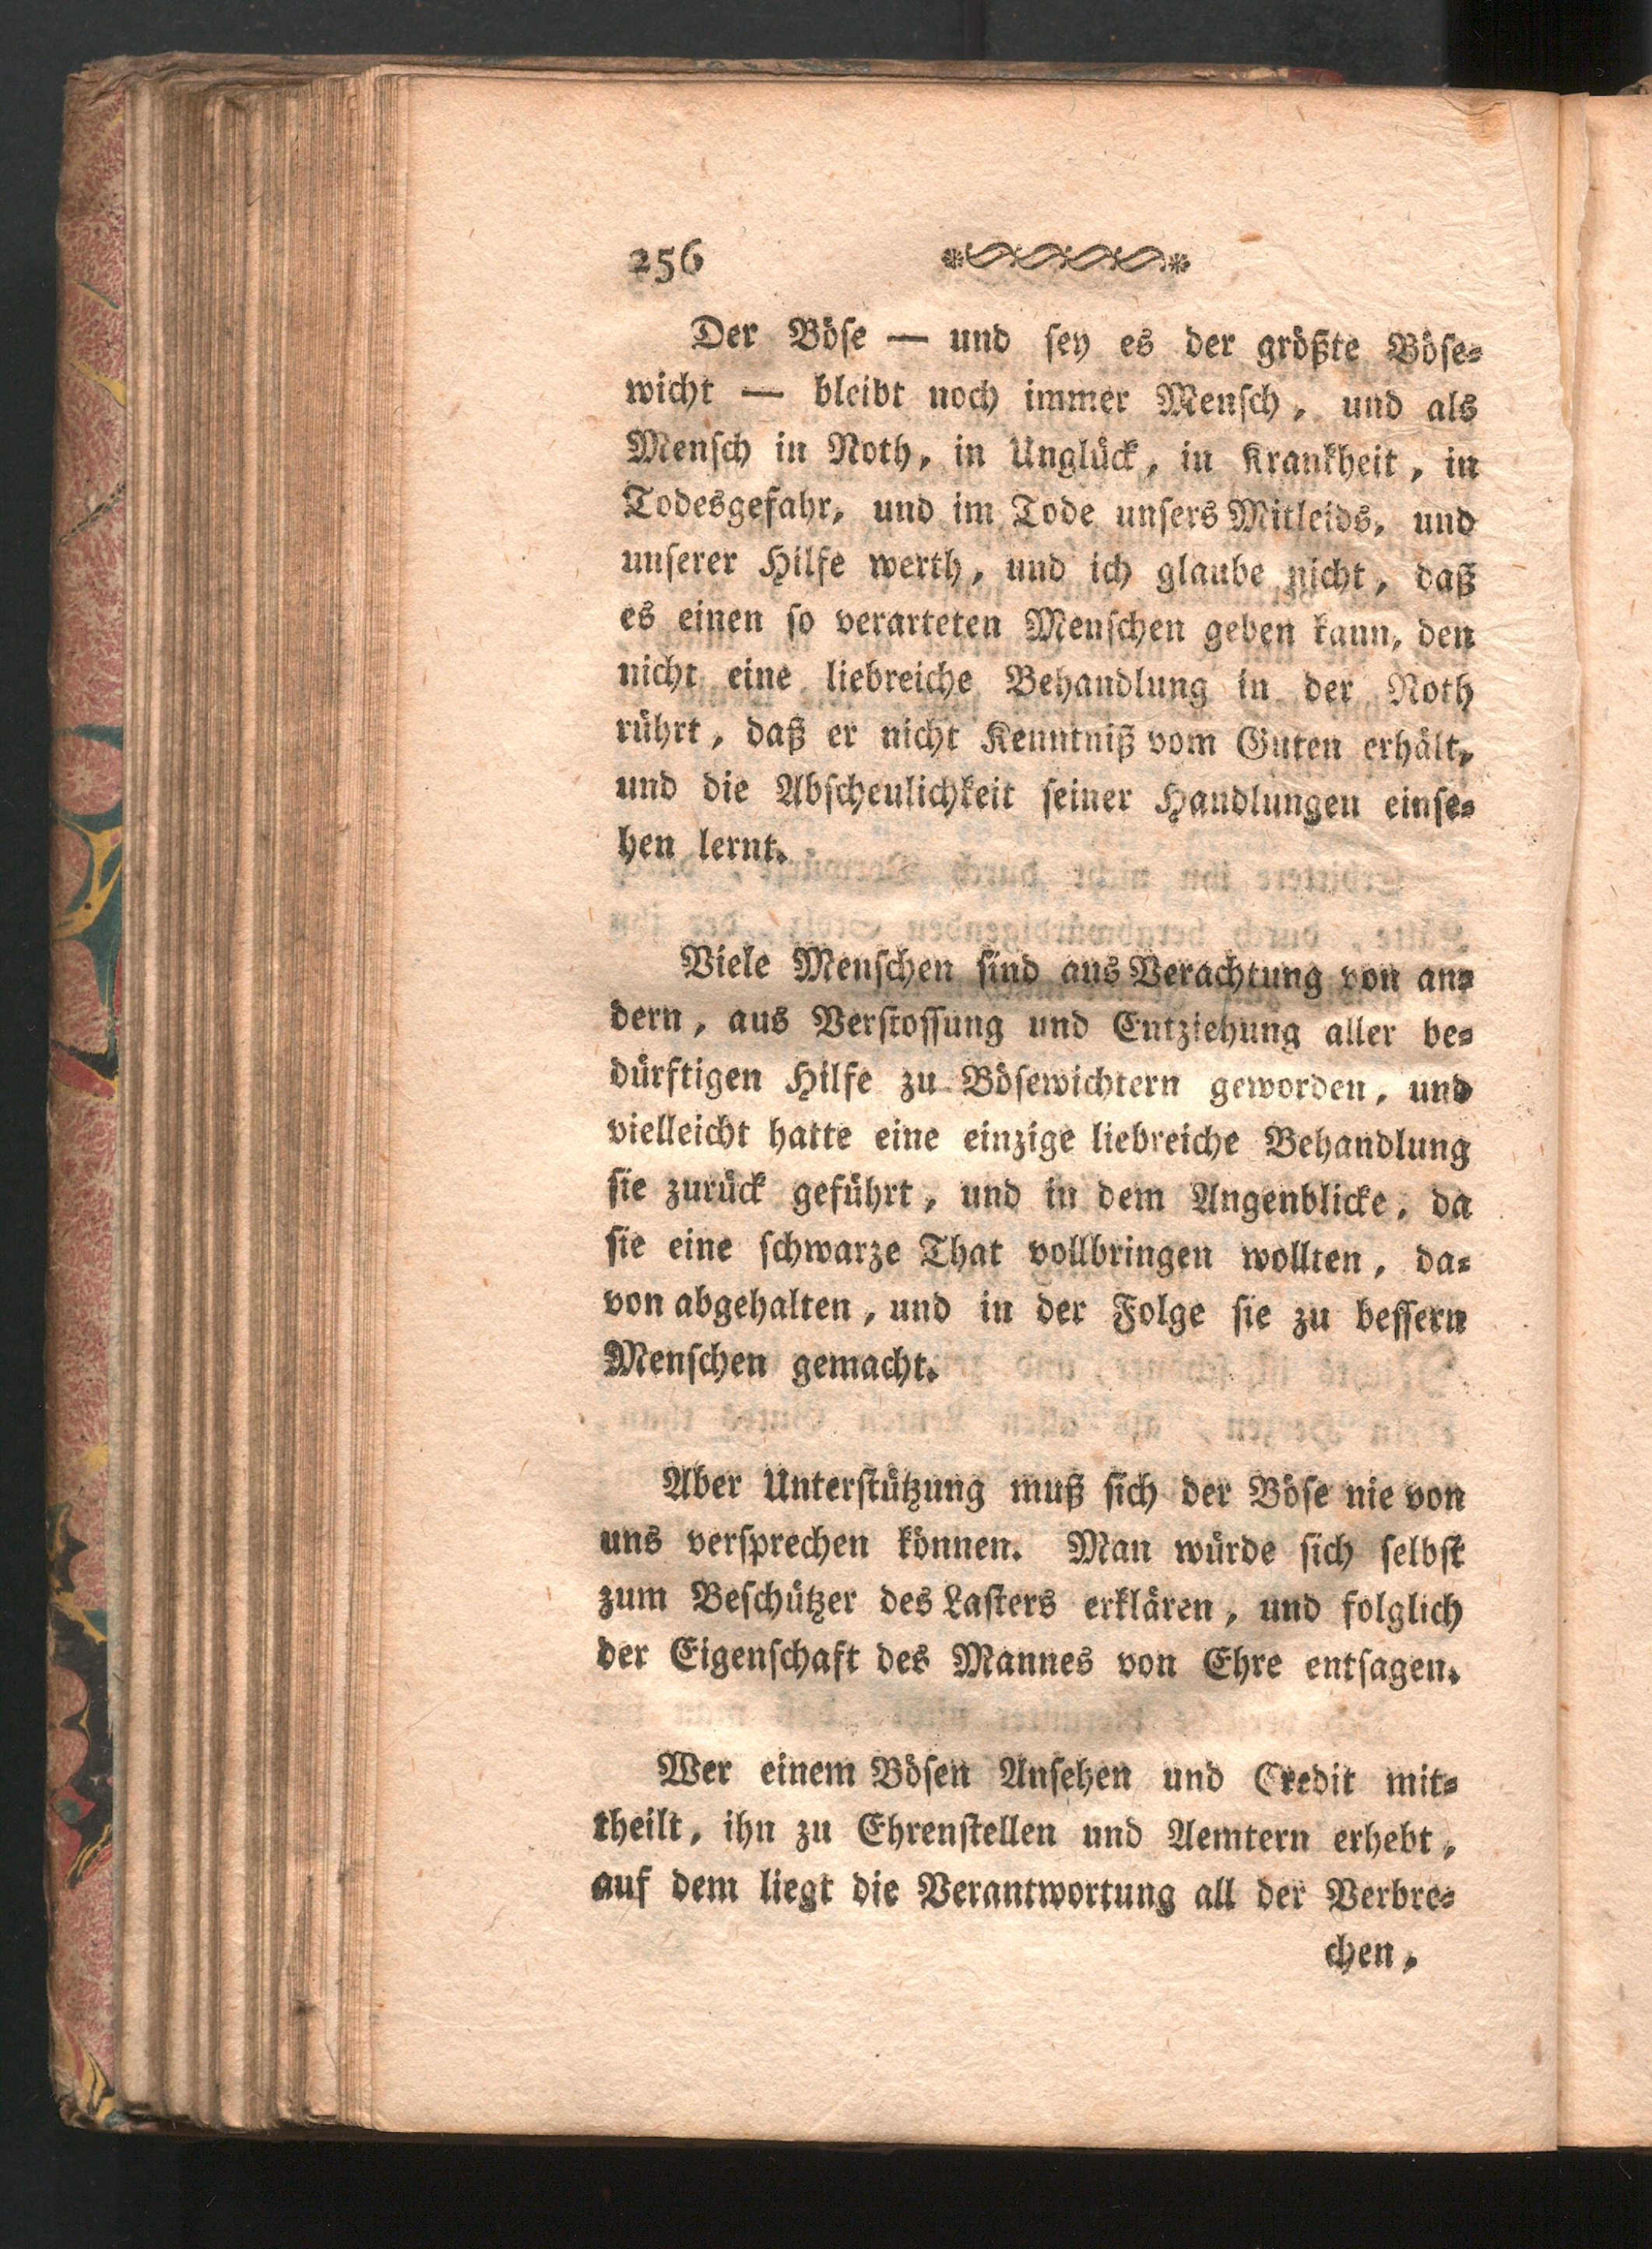 256
Der Böse — und sey es der größte Böse-
wicht — bleibt noch immer Mensch, und als
Mensch in Noth, in Unglück, in Krankheit, in
Todesgefahr, und im Tode unsers Mitleids, und
unserer Hilfe werth, und ich glaube nicht, daß
es einen so verarteten Menschen geben kann, den
nicht eine liebreiche Behandlung in der Noth
rührt, daß er nicht Kenntniß vom Guten erhält,
und die Abscheulichkeit seiner Handlungen einse-
hen lernt.
Viele Menschen sind aus Verachtung von an-
dern, aus Verstossung und Entziehung aller be-
dürftigen Hilfe zu Bösewichtern geworden, und
vielleicht hatte eine einzige liebreiche Behandlung
sie zurück geführt, und in dem Angenblicke, da
sie eine schwarze That vollbringen wollten, da-
von abgehalten, und in der Folge sie zu bessern
Menschen gemacht.
Aber Unterstützung muß sich der Böse nie von
uns versprechen können. Man würde sich selbst
zum Beschützer des Lasters erklären, und folglich
der Eigenschaft des Mannes von Ehre entsagen.
Wer einem Bösen Ansehen und Credit mit-
theilt, ihn zu Ehrenstellen und Aemtern erhebt,
auf dem liegt die Verantwortung all der Verbre-
chen,